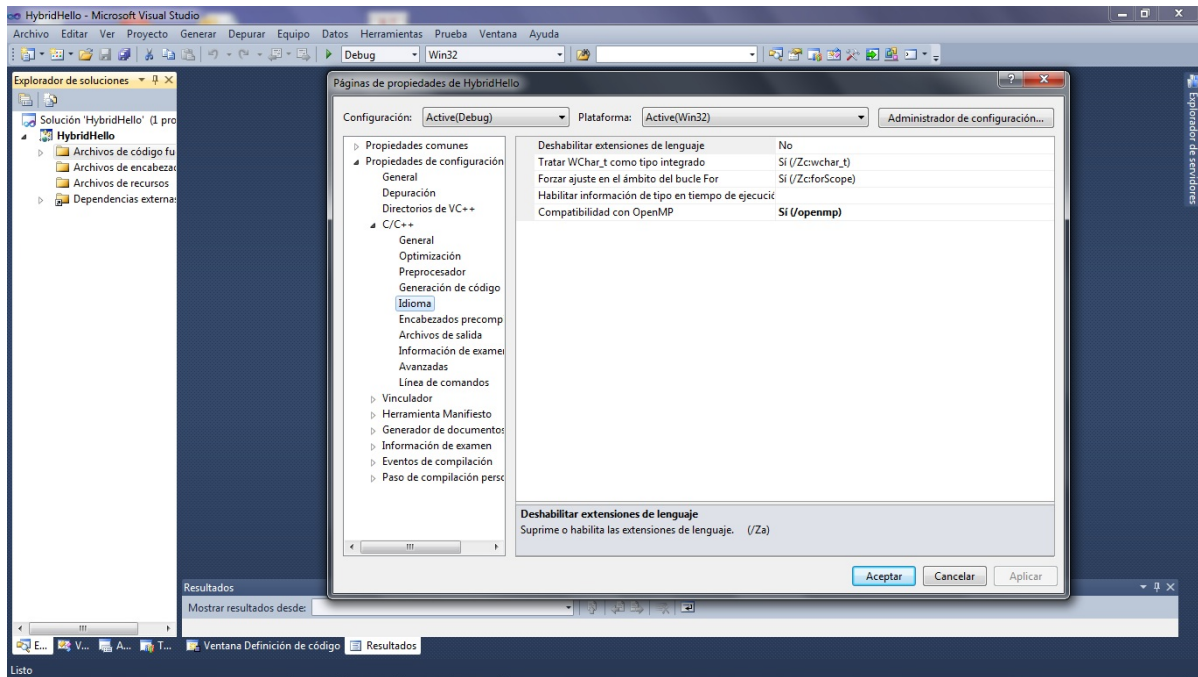 HybridHello - Microsoft Visual Studio
Archivo Editar Ver Proyecto Generar Depurar Equipo Datos Herramientas Prueba Ventana Ayuda
Debug Win32
Explorador de soluciones
Solución 'HybridHello' (1 pro
HybridHello
Archivos de código fu
Archivos de encabezad
Archivos de recursos
Dependencias externas
Páginas de propiedades de HybridHello
Configuración: Active(Debug) Plataforma: Active(Win32) Administrador de configuración...
Propiedades comunes
Propiedades de configuración
General
Depuración
Directorios de VC++
C/C++
General
Optimización
Preprocesador
Generación de código
Idioma
Encabezados precomp
Archivos de salida
Información de examen
Avanzadas
Línea de comandos
Vinculador
Herramienta Manifiesto
Generador de documentos
Información de examen
Eventos de compilación
Paso de compilación perso
Deshabilitar extensiones de lenguaje No
Tratar WChar_t como tipo integrado Sí (/Zc:wchar_t)
Forzar ajuste en el ámbito del bucle For Sí (/Zc:forScope)
Habilitar información de tipo en tiempo de ejecució
Compatibilidad con OpenMP Sí (/openmp)
Deshabilitar extensiones de lenguaje
Suprime o habilita las extensiones de lenguaje. (/Za)
Aceptar Cancelar Aplicar
Explorador de servidores
Resultados
Mostrar resultados desde:
E... V... A... T... Ventana Definición de código Resultados
Listo